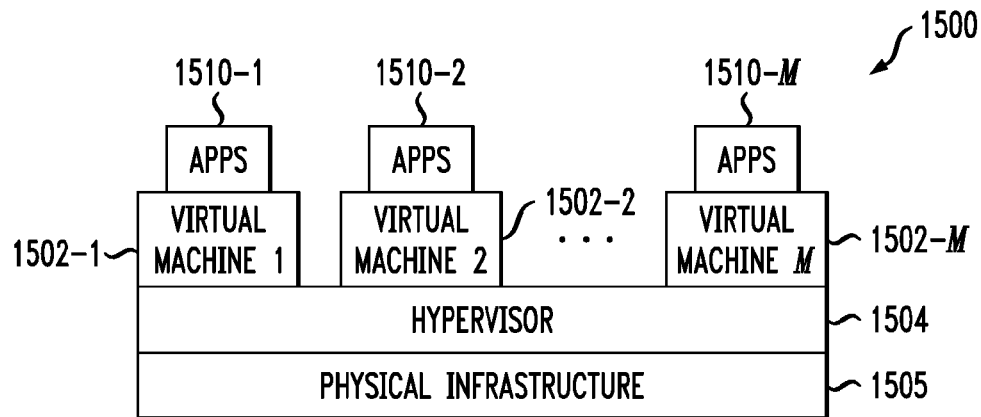 1500
1510-1
1510-2
1510-M
APPS
APPS
APPS
VIRTUAL
MACHINE 1
VIRTUAL
MACHINE 2
VIRTUAL
MACHINE M
1502-1
1502-2
. . .
1502-M
HYPERVISOR
1504
PHYSICAL INFRASTRUCTURE
1505